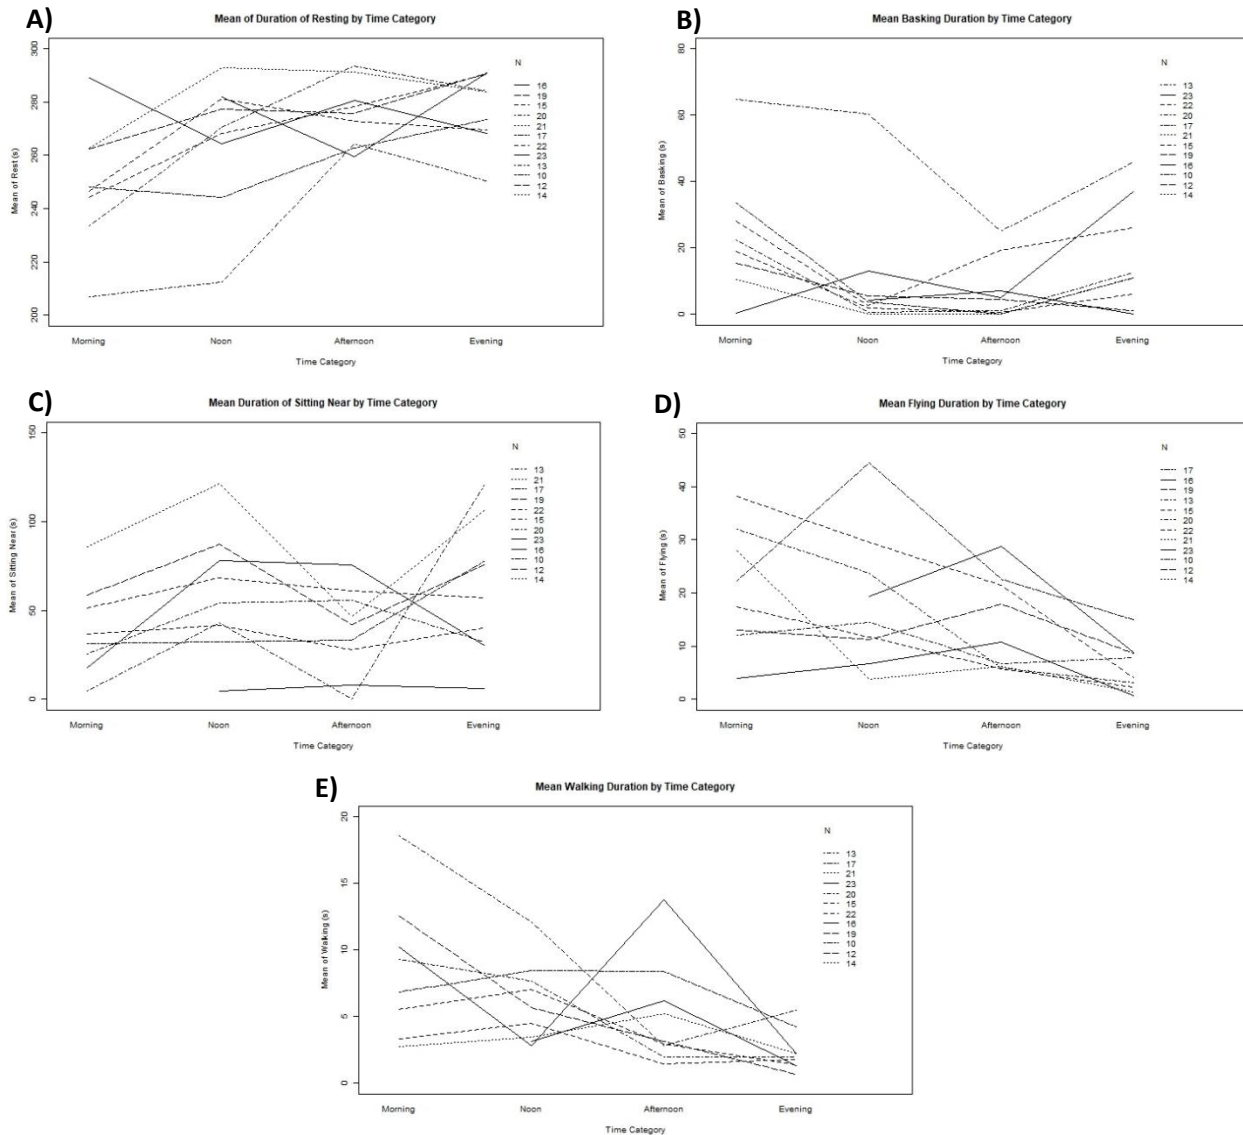 A)
Mean of Duration of Resting by Time Category
Mean of Rest (s)
300
280
260
240
220
200
Morning Noon Afternoon Evening
Time Category
N
16
19
15
20
21
17
22
23
13
10
12
14
B)
Mean Basking Duration by Time Category
Mean of Basking (s)
80
60
40
20
0
Morning Noon Afternoon Evening
Time Category
N
13
23
22
20
17
21
15
19
16
10
12
14
C)
Mean Duration of Sitting Near by Time Category
Mean of Sitting Near (s)
150
100
50
0
Morning Noon Afternoon Evening
Time Category
N
13
21
17
19
22
15
20
23
16
10
12
14
D)
Mean Flying Duration by Time Category
Mean of Flying (s)
50
40
30
20
10
0
Morning Noon Afternoon Evening
Time Category
N
17
16
19
13
15
20
22
21
23
10
12
14
E)
Mean Walking Duration by Time Category
Mean of Walking (s)
20
15
10
5
0
Morning Noon Afternoon Evening
Time Category
N
13
17
21
23
20
15
22
16
19
10
12
14